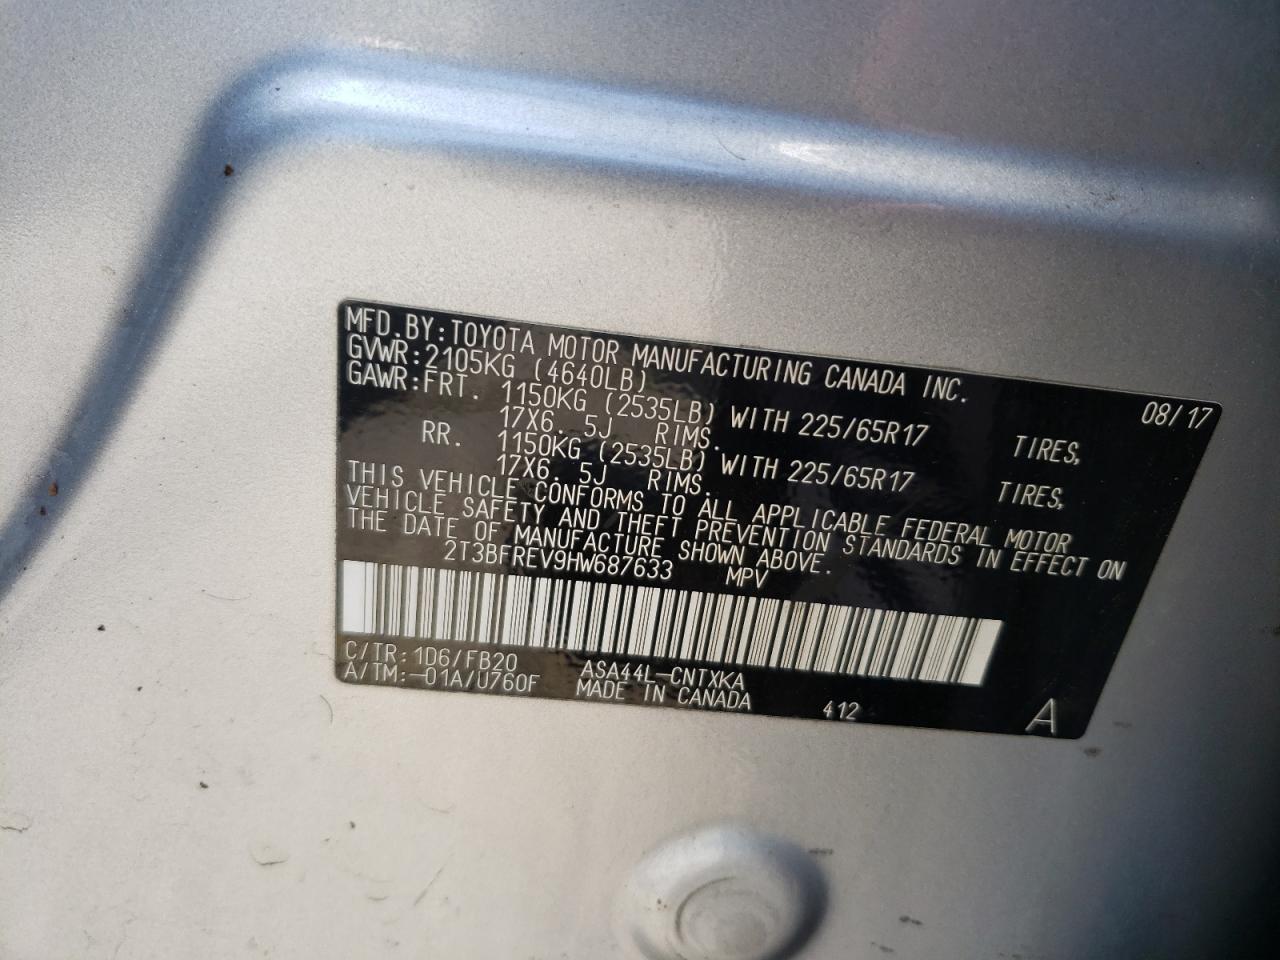 MFD.BY:TOYOTA MOTOR MANUFACTURING CANADA INC. 08/17
GVWR:2105KG (4640LB)
GAWR:FRT. 1150KG (2535LB) WITH 225/65R17 TIRES,
17X6. 5J RIMS.
RR. 1150KG (2535LB) WITH 225/65R17 TIRES,
17X6. 5J RIMS.
THIS VEHICLE CONFORMS TO ALL APPLICABLE FEDERAL MOTOR
VEHICLE SAFETY AND THEFT PREVENTION STANDARDS IN EFFECT ON
THE DATE OF MANUFACTURE SHOWN ABOVE.
2T3BFREV9HW687633 MPV
C/TR:1D6/FB20 ASA44L-CNTXKA
A/TM:-01A/U760F MADE IN CANADA 412 A